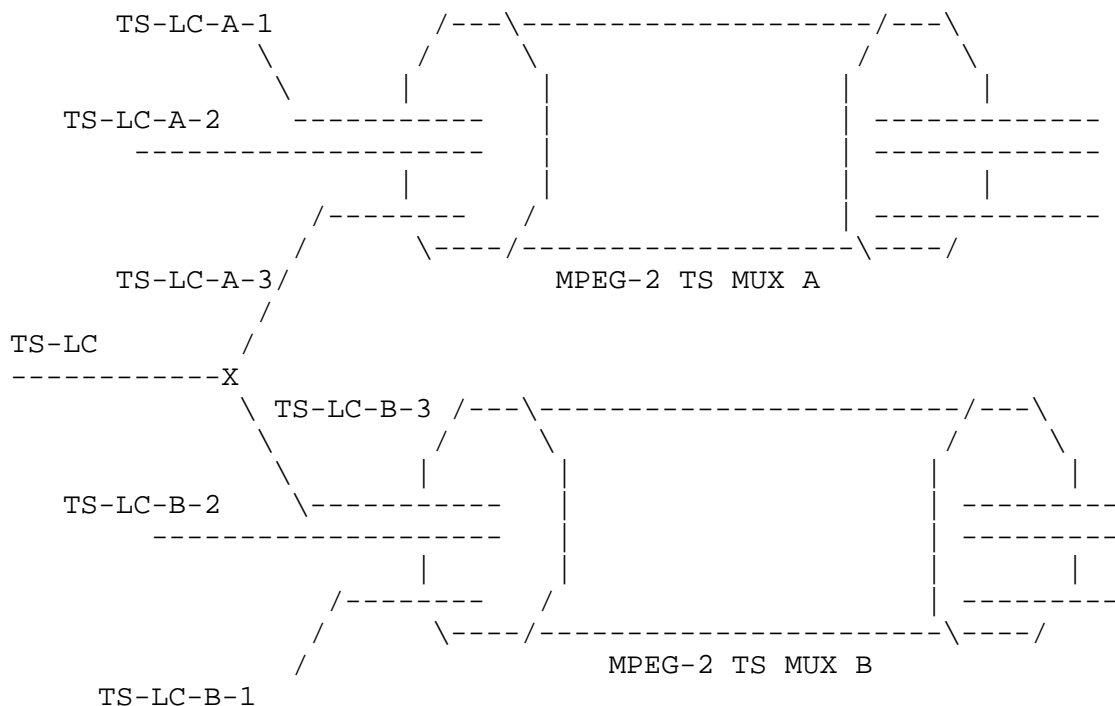 TS-LC-A-1
TS-LC-A-2
TS-LC-A-3
MPEG-2 TS MUX A
TS-LC
X
TS-LC-B-3
TS-LC-B-2
MPEG-2 TS MUX B
TS-LC-B-1